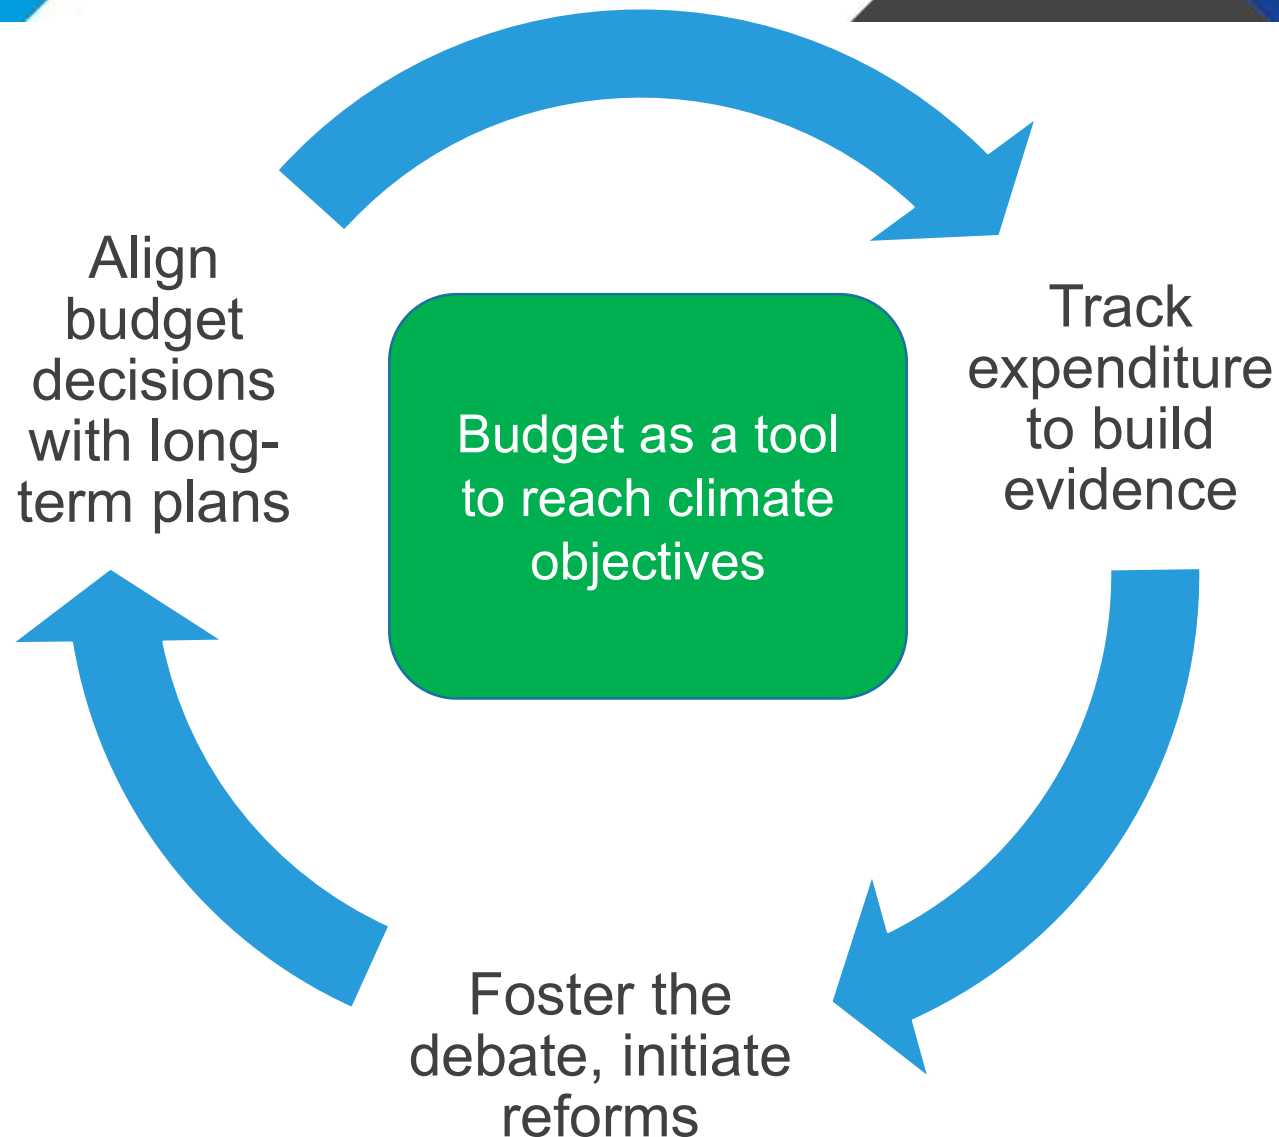 Align
budget
decisions
with long-
term plans
Budget as a tool
to reach climate
objectives
Track
expenditure
to build
evidence
Foster the
debate, initiate
reforms